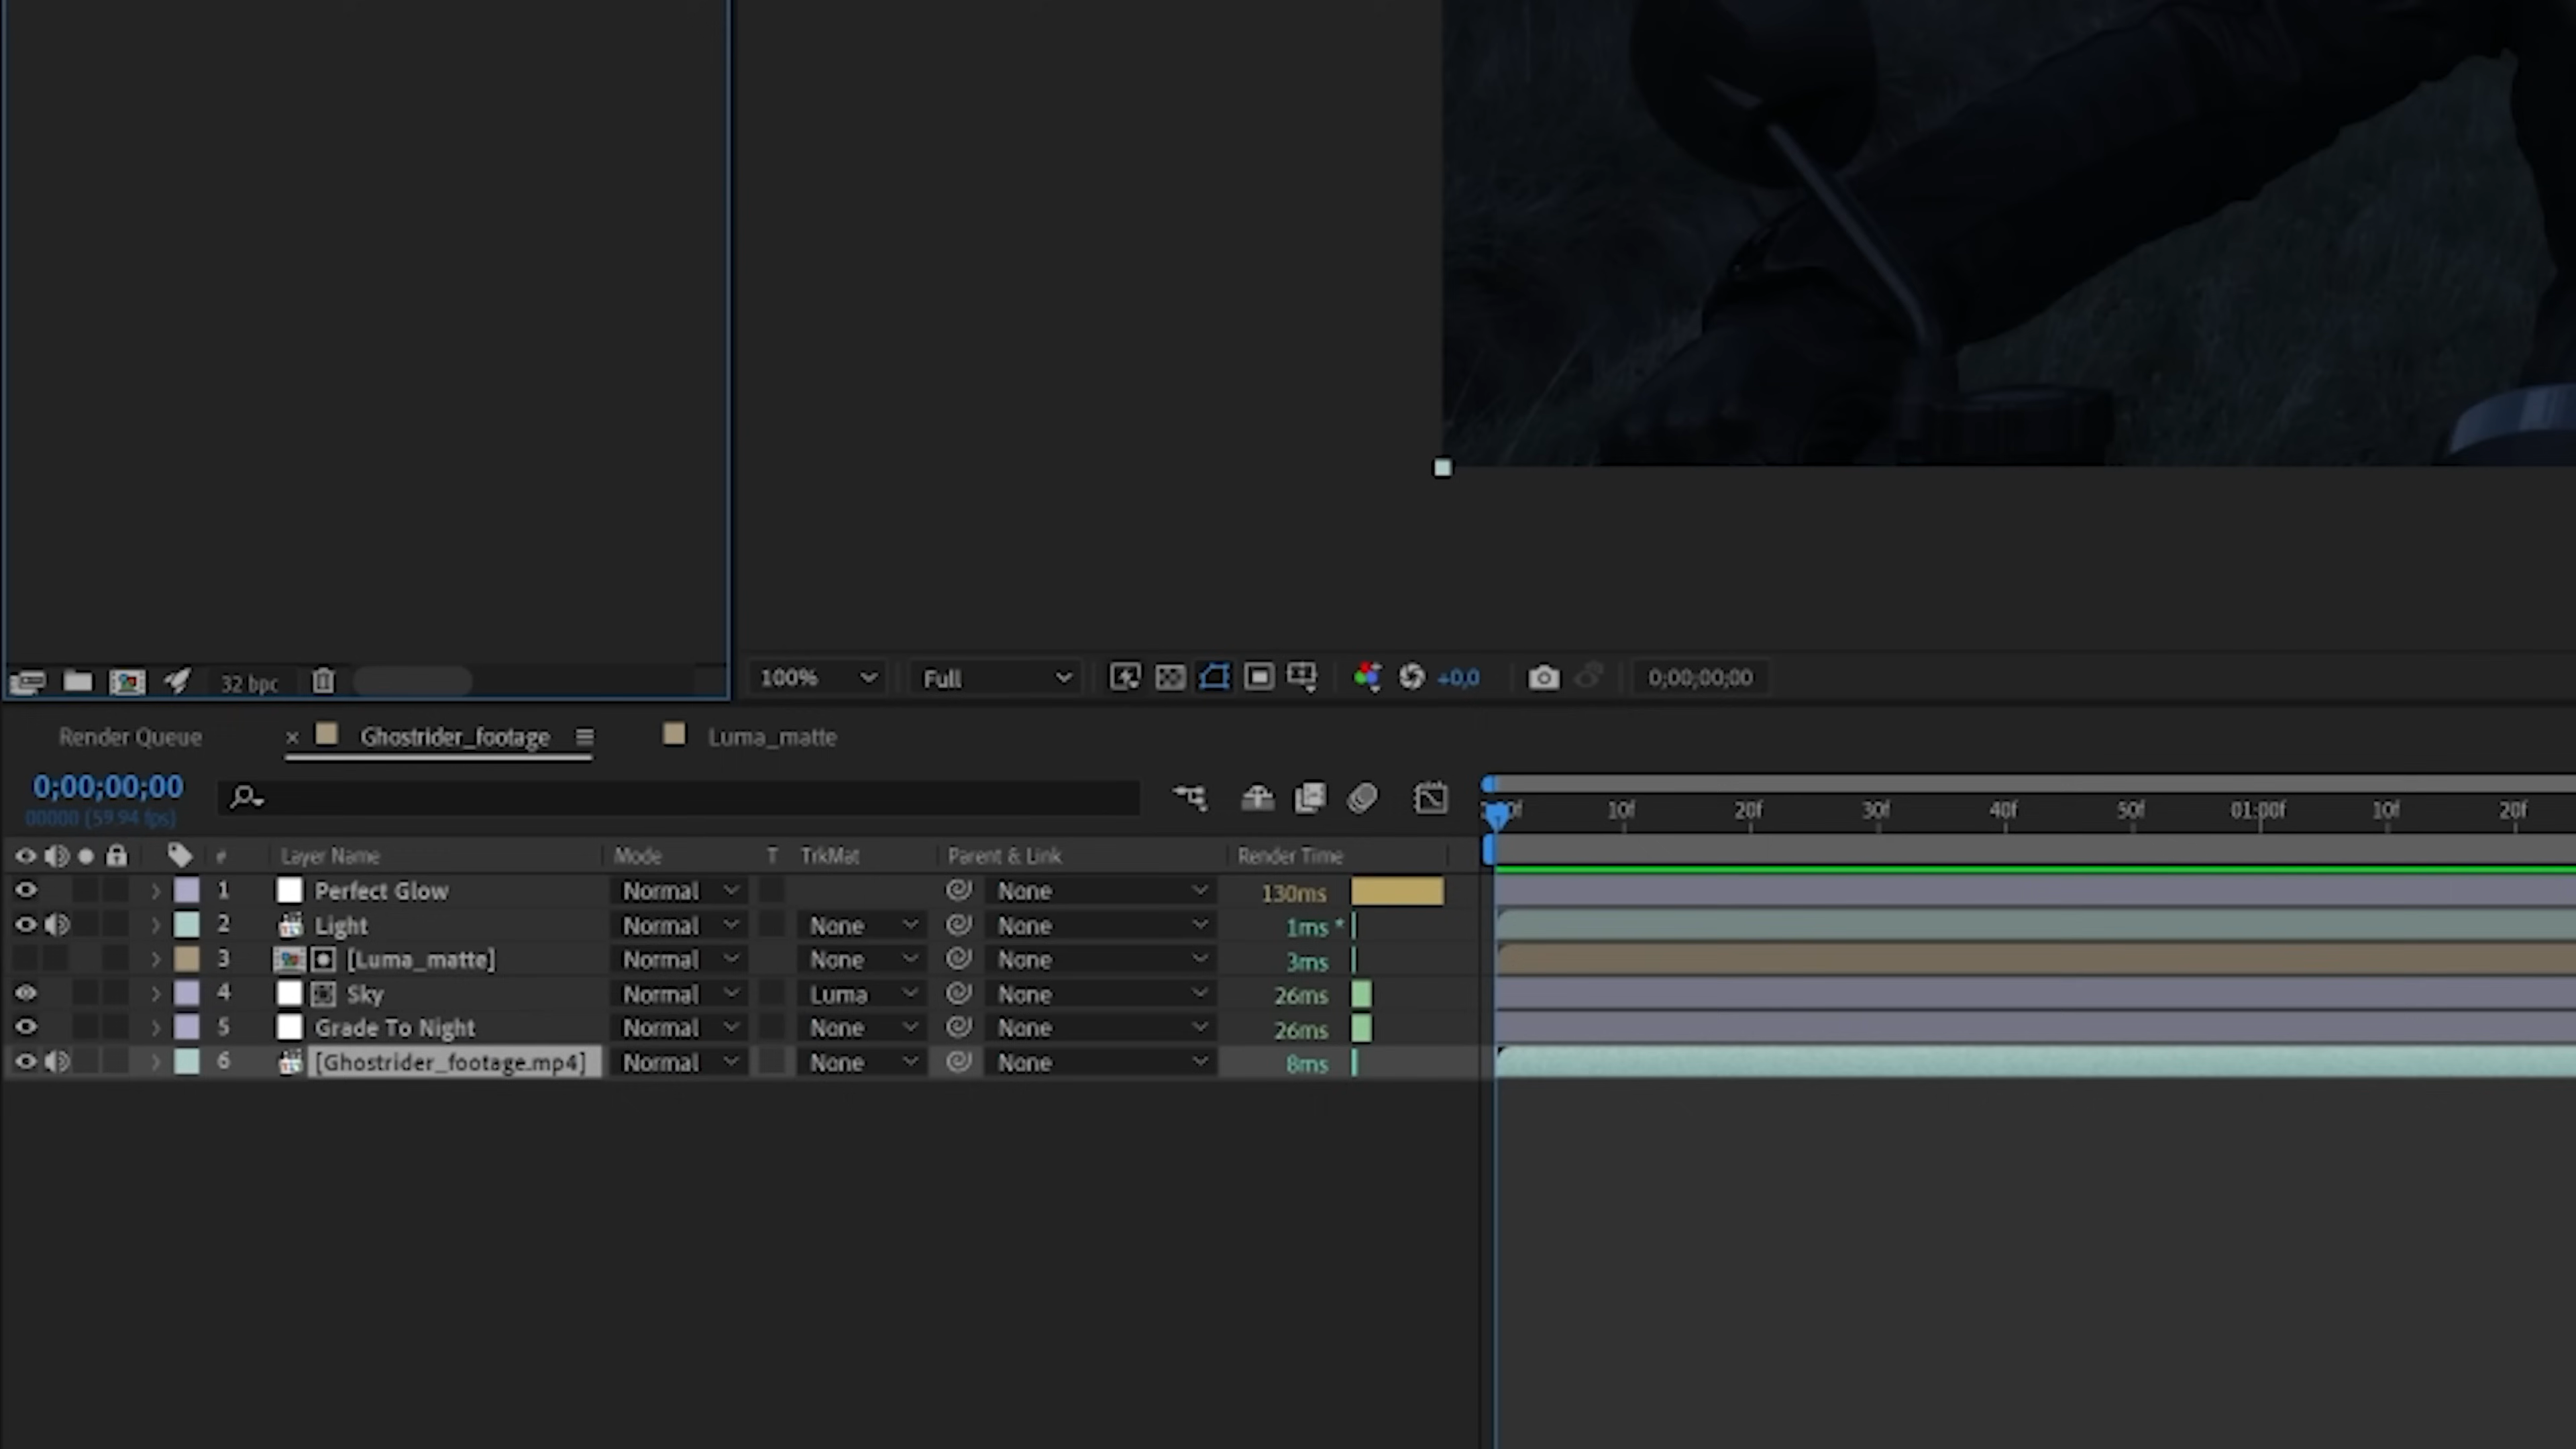 32 bpc
100% Full +0,0 0;00;00;00
Render Queue × Ghostrider_footage Luma_matte
0;00;00;00
00000 (59.94 fps)
10f 20f 30f 40f 50f 01:00f 10f 20f
# Layer Name Mode T TrkMat Parent & Link Render Time
1 Perfect Glow Normal None 130ms
2 Light Normal None None 1ms *
3 [Luma_matte] Normal None None 3ms
4 Sky Normal Luma None 26ms
5 Grade To Night Normal None None 26ms
6 [Ghostrider_footage.mp4] Normal None None 8ms